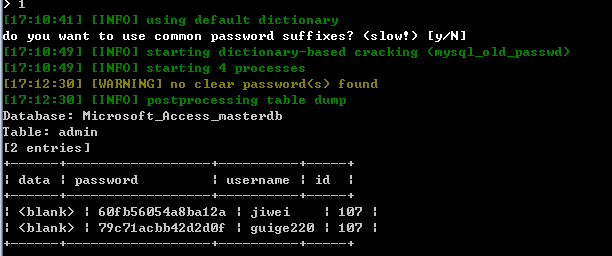 > 1
[17:10:41] [INFO] using default dictionary
do you want to use common password suffixes? (slow!) [y/N]
[17:10:49] [INFO] starting dictionary-based cracking (mysql_old_passwd)
[17:10:49] [INFO] starting 4 processes
[17:12:30] [WARNING] no clear password(s) found
[17:12:30] [INFO] postprocessing table dump
Database: Microsoft_Access_masterdb
Table: admin
[2 entries]
+---------+------------------+----------+-----+
| data | password | username | id |
+---------+------------------+----------+-----+
| <blank> | 60fb56054a8ba12a | jiwei | 107 |
| <blank> | 79c71acbb42d2d0f | guige220 | 107 |
+---------+------------------+----------+-----+